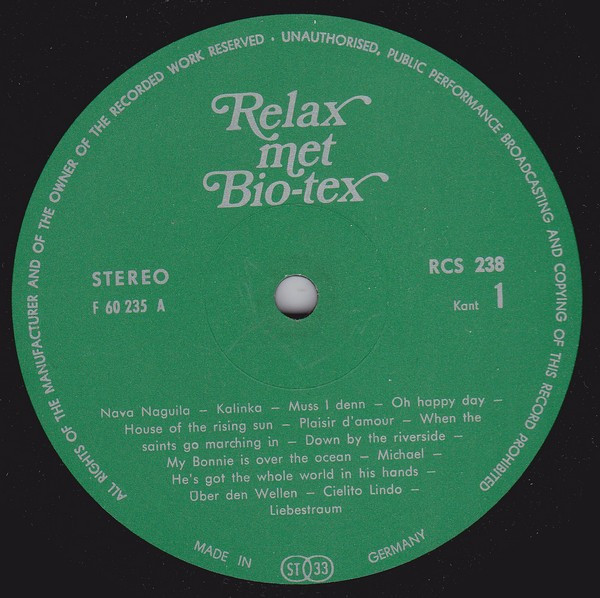 ALL RIGHTS OF THE MANUFACTURER AND OF THE OWNER OF THE RECORDED WORK RESERVED · UNAUTHORISED, PUBLIC PERFORMANCE BROADCASTING AND COPYING OF THIS RECORD PROHIBITED
Relax
met
Bio-tex
STEREO
F 60 235 A
RCS 238
Kant 1
Nava Naguila – Kalinka – Muss I denn – Oh happy day –
House of the rising sun – Plaisir d'amour – When the
saints go marching in – Down by the riverside –
My Bonnie is over the ocean – Michael –
He's got the whole world in his hands –
Über den Wellen – Cielito Lindo –
Liebestraum
MADE IN GERMANY
ST 33